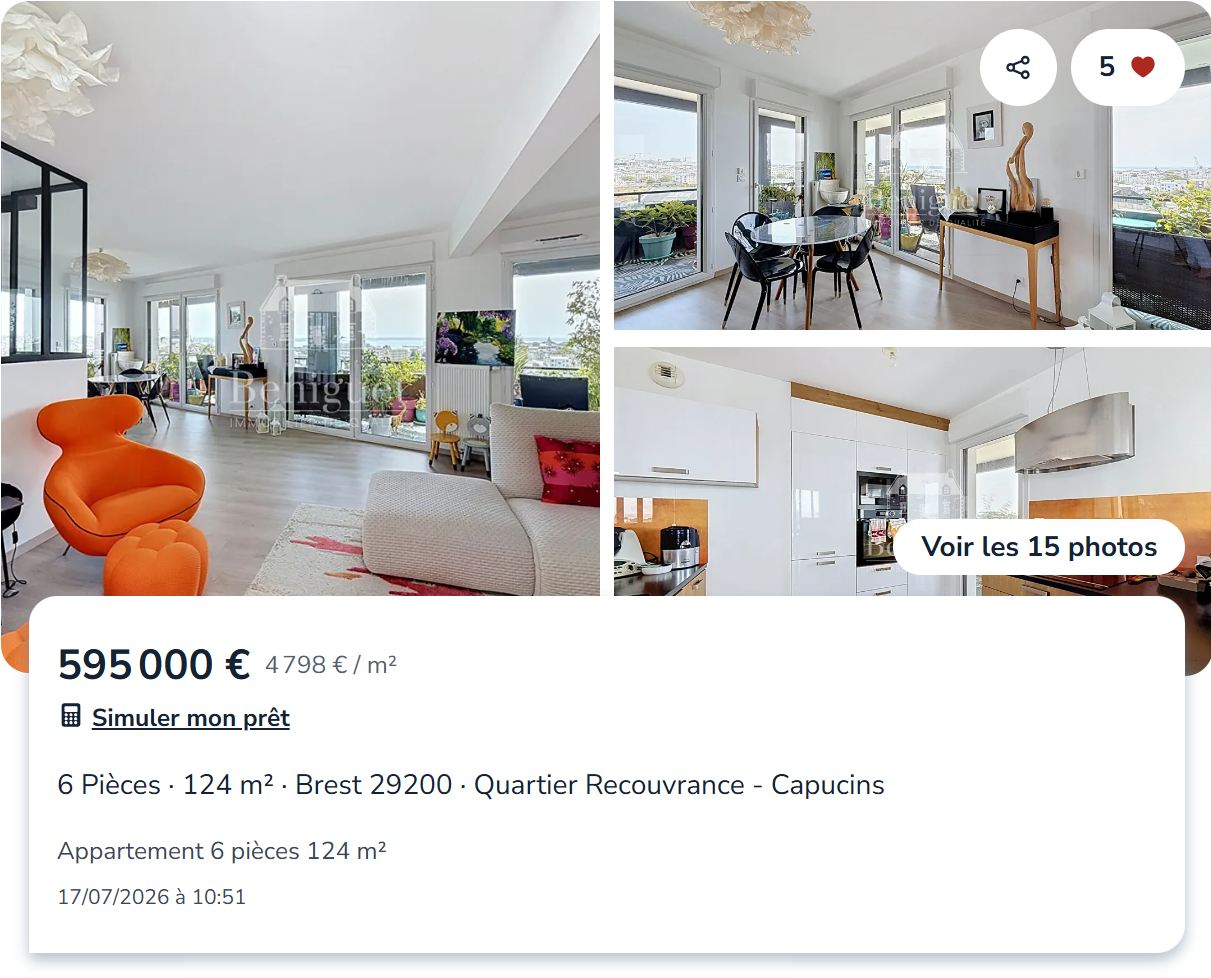 5
Beniguet
Voir les 15 photos
595 000 € 4 798 € / m²
Simuler mon prêt
6 Pièces · 124 m² · Brest 29200 · Quartier Recouvrance - Capucins
Appartement 6 pièces 124 m²
17/07/2026 à 10:51